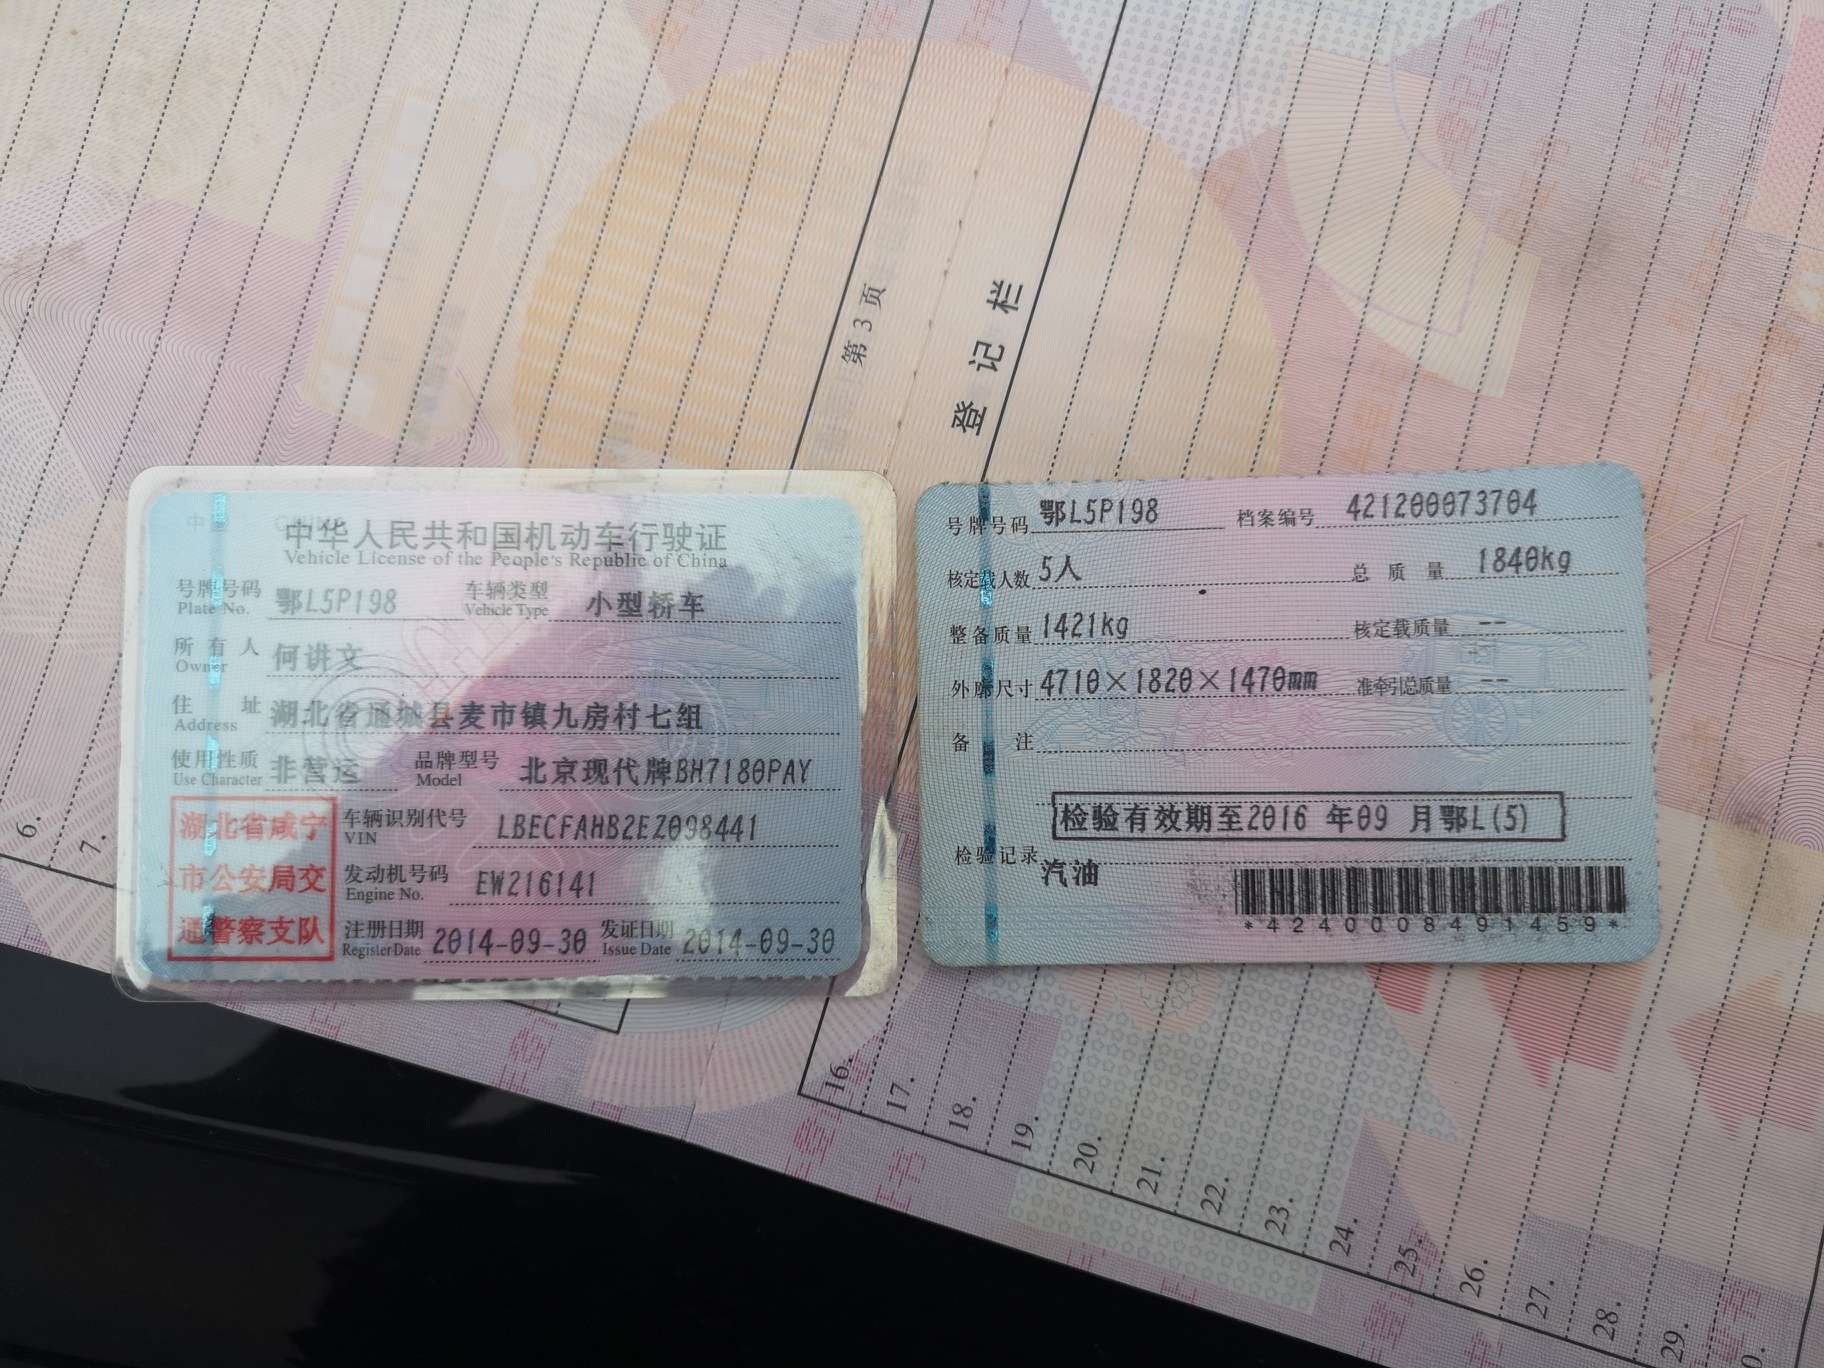 第3页
登记栏
中华人民共和国机动车行驶证
Vehicle License of the People's Republic of China
号牌号码 鄂L5P198 车辆类型 小型轿车
Plate No. Vehicle Type
所有人 何讲文
Owner
住址 湖北省通城县麦市镇九房村七组
Address
使用性质 非营运 品牌型号 北京现代牌BH7180PAY
Use Character Model
湖北省咸宁
市公安局交
通警察支队
车辆识别代号 LBECFAHB2EZ098441
VIN
发动机号码 EW216141
Engine No.
注册日期 2014-09-30 发证日期 2014-09-30
Register Date Issue Date
号牌号码 鄂L5P198 档案编号 421200073704
核定载人数 5人 总质量 1840kg
整备质量 1421kg 核定载质量 --
外廓尺寸 4710×1820×1470mm 准牵引总质量 --
备注
检验有效期至2016 年09 月鄂L(5)
检验记录
汽油
*4240008491459*
6.
7.
16.
17.
18.
19.
20.
21.
22.
23.
24.
25.
26.
27.
28.
29.